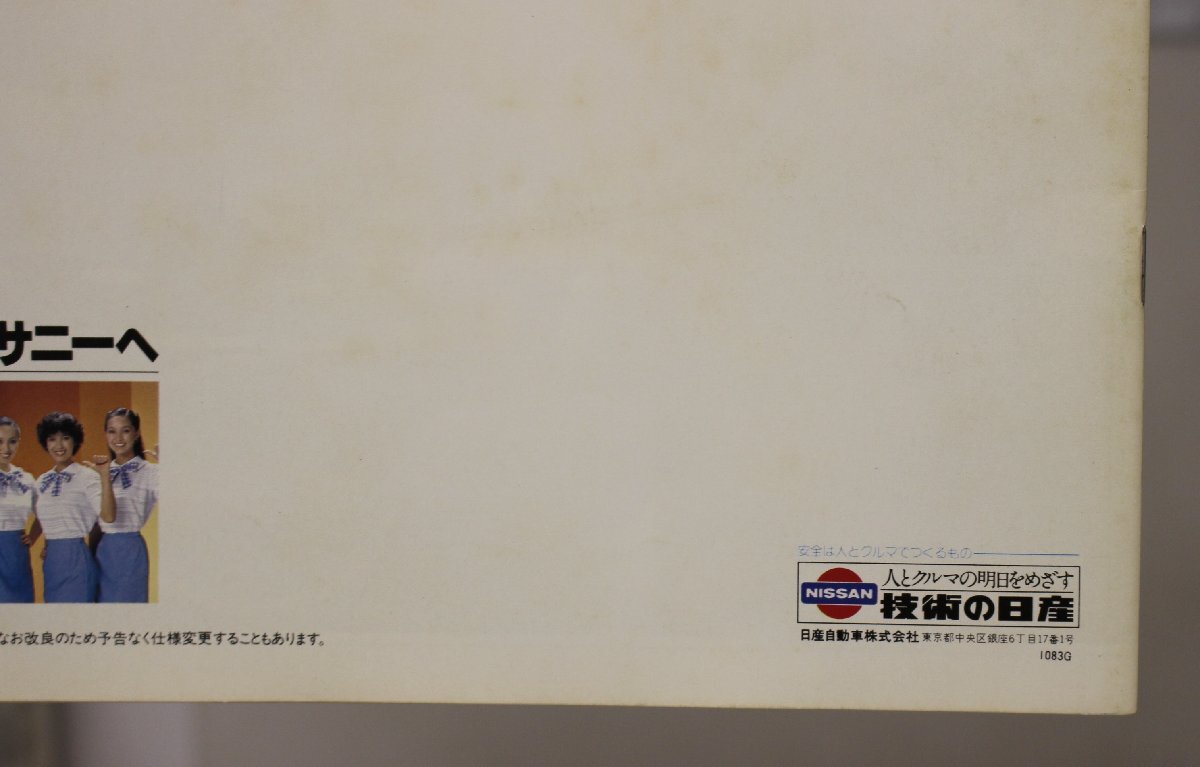 サニーへ
なお改良のため予告なく仕様変更することもあります。
安全は人とクルマでつくるもの
NISSAN
人とクルマの明日をめざす
技術の日産
日産自動車株式会社 東京都中央区銀座6丁目17番1号
1083G